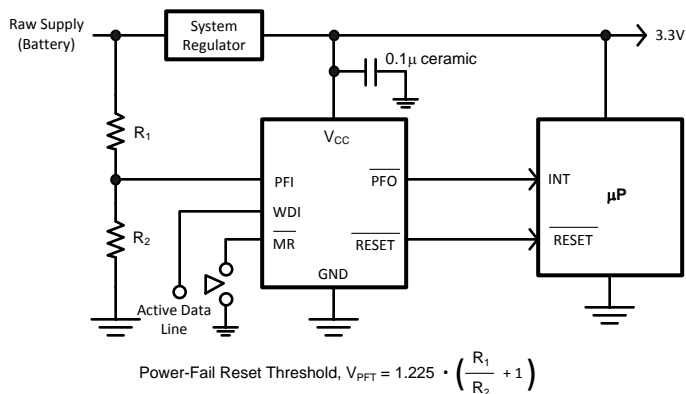 Raw Supply
(Battery)
System
Regulator
3.3V
0.1µ ceramic
R1
VCC
PFI
PFO
INT
µP
WDI
R2
MR
RESET
RESET
GND
Active Data
Line
Power-Fail Reset Threshold, VPFT = 1.225 • (R1/R2 + 1)